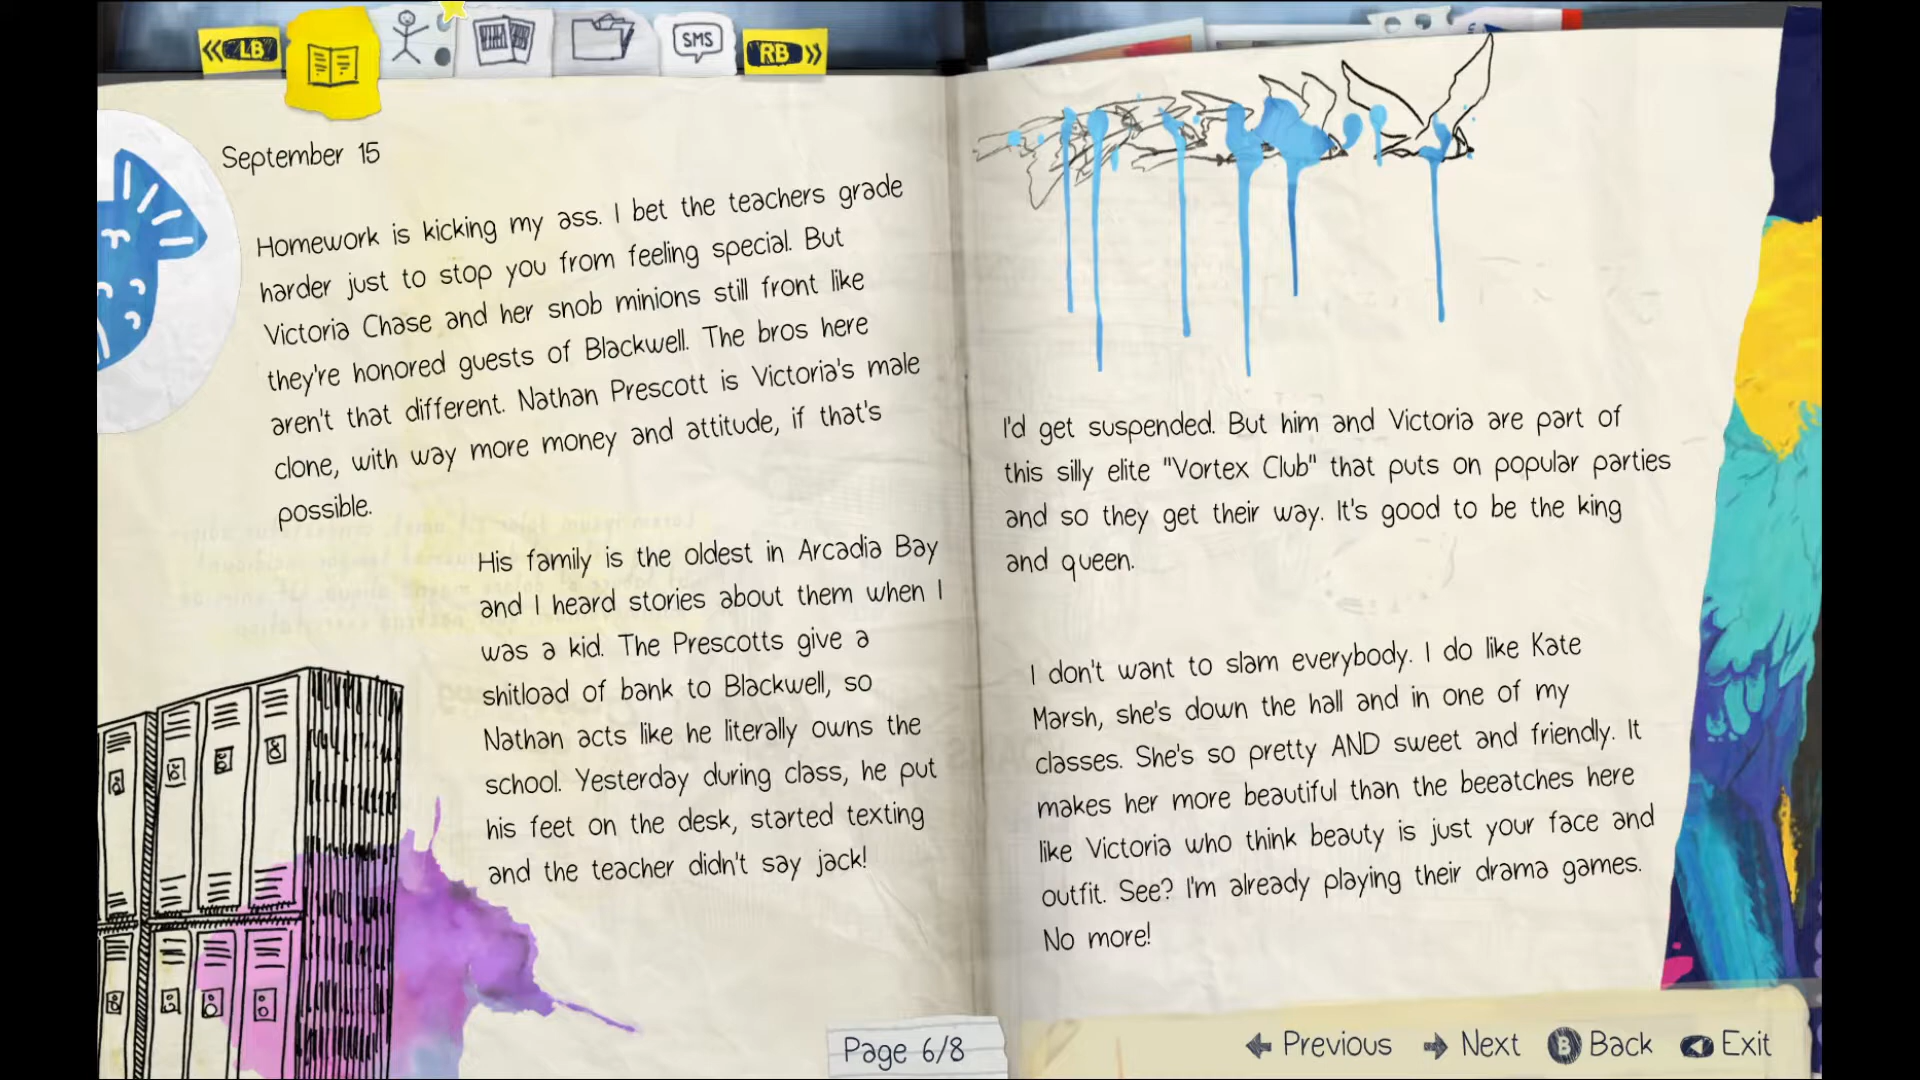 LB
SMS
RB
September 15
Homework is kicking my ass. I bet the teachers grade
harder just to stop you from feeling special. But
Victoria Chase and her snob minions still front like
they're honored guests of Blackwell. The bros here
aren't that different. Nathan Prescott is Victoria's male
clone, with way more money and attitude, if that's
possible.
His family is the oldest in Arcadia Bay
and I heard stories about them when I
was a kid. The Prescotts give a
shitload of bank to Blackwell, so
Nathan acts like he literally owns the
school. Yesterday during class, he put
his feet on the desk, started texting
and the teacher didn't say jack!
I'd get suspended. But him and Victoria are part of
this silly elite "Vortex Club" that puts on popular parties
and so they get their way. It's good to be the king
and queen.
I don't want to slam everybody. I do like Kate
Marsh, she's down the hall and in one of my
classes. She's so pretty AND sweet and friendly. It
makes her more beautiful than the beeatches here
like Victoria who think beauty is just your face and
outfit. See? I'm already playing their drama games.
No more!
Page 6/8
Previous
Next
B Back
Exit